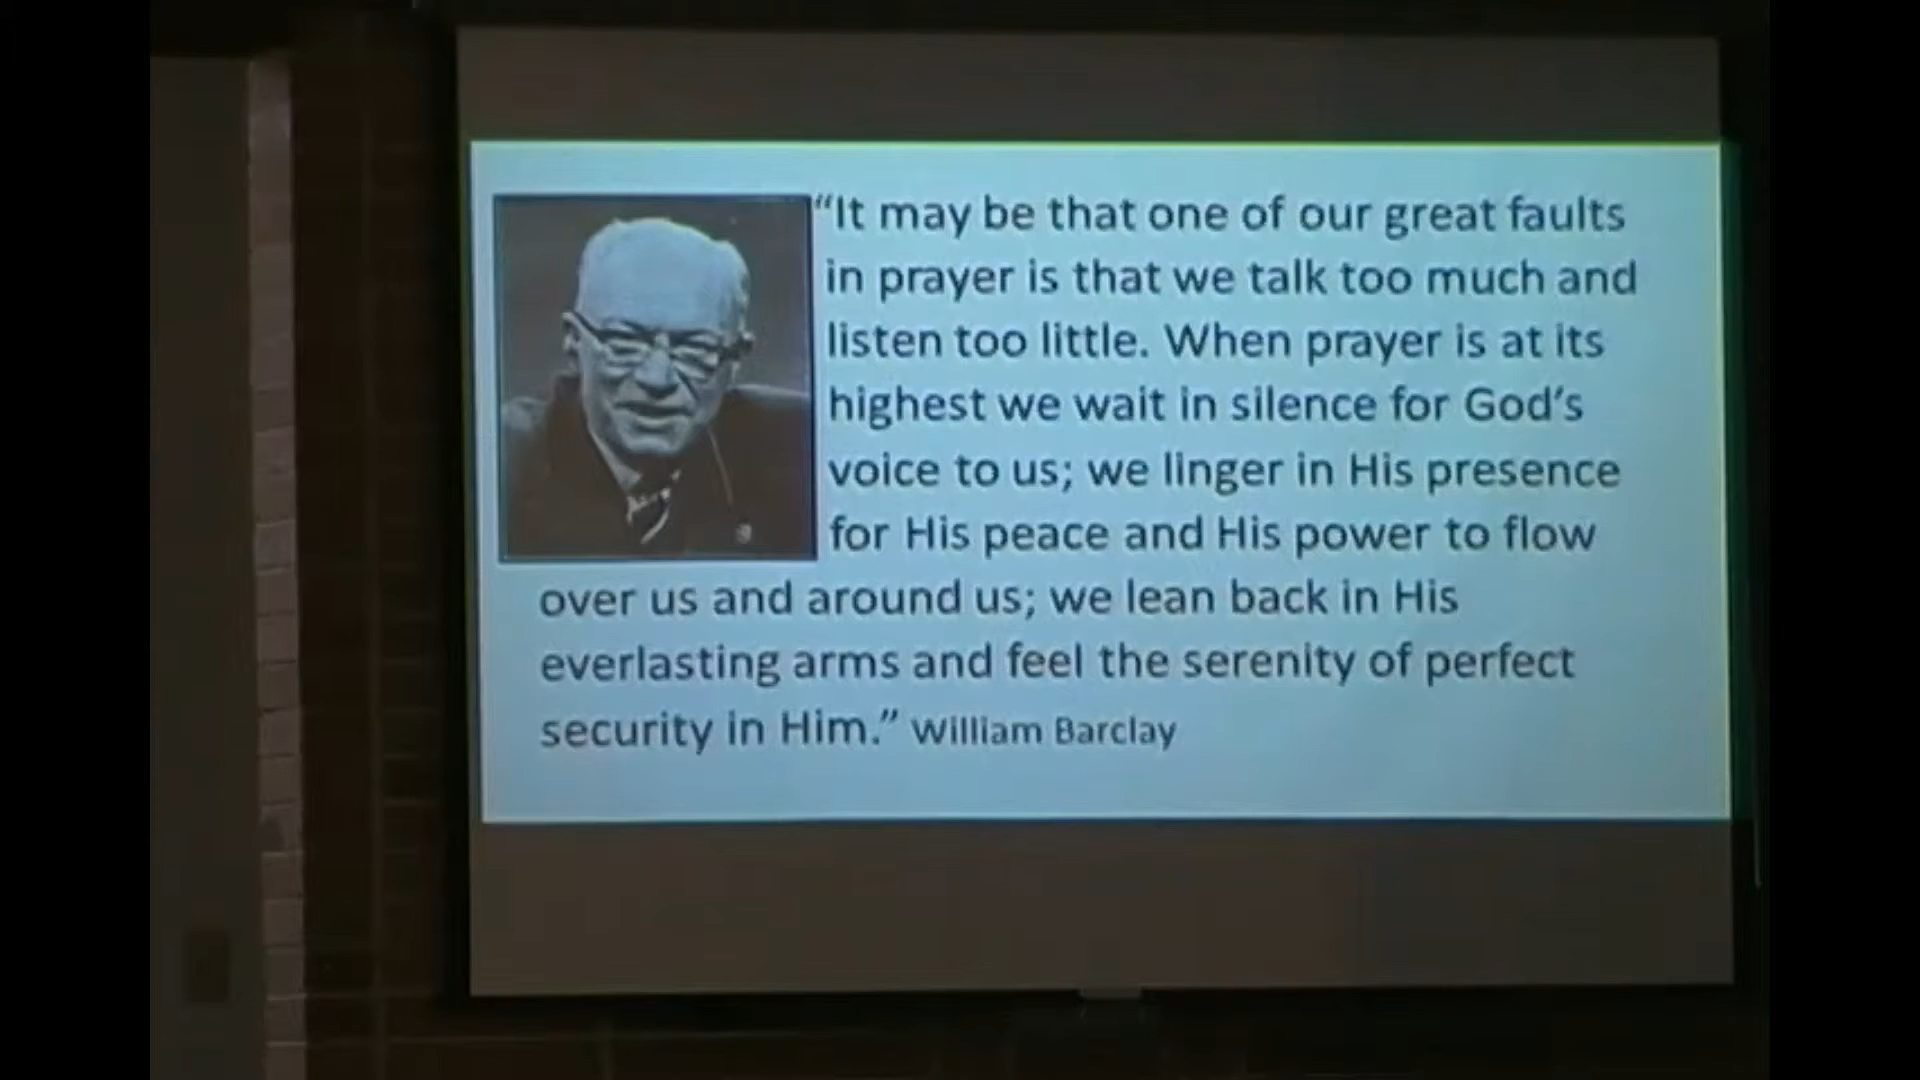 “It may be that one of our great faults
in prayer is that we talk too much and
listen too little. When prayer is at its
highest we wait in silence for God’s
voice to us; we linger in His presence
for His peace and His power to flow
over us and around us; we lean back in His
everlasting arms and feel the serenity of perfect
security in Him.” William Barclay